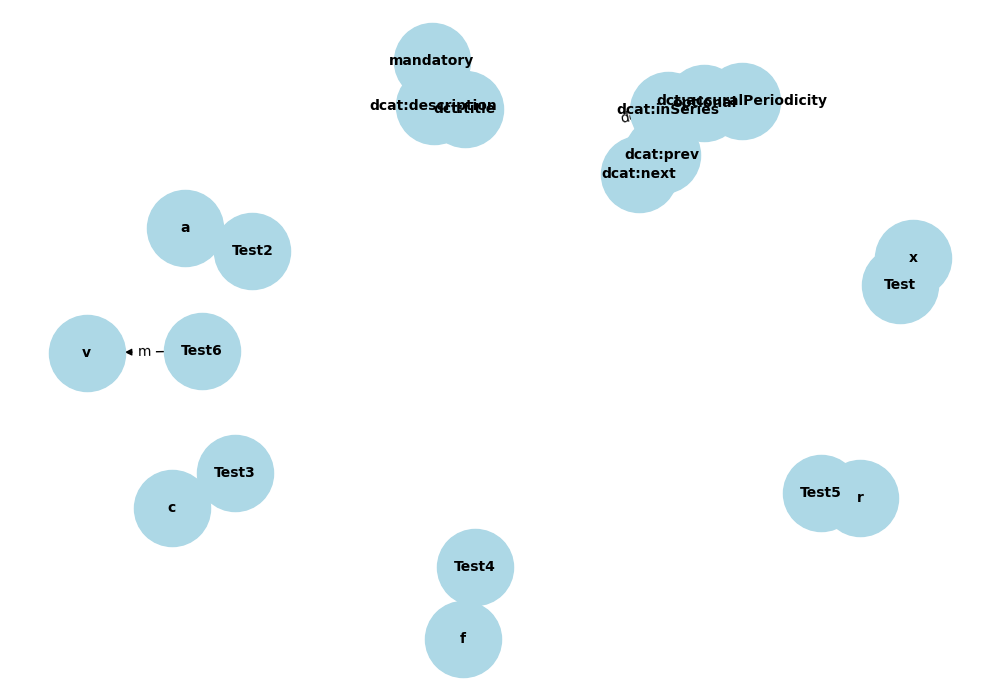 mandatory
dcat:description
dct:title
dct:accuralPeriodicity
optional
dcat:inSeries
dcat:prev
dcat:next
a
Test2
x
Test
v
m
Test6
Test3
c
Test5
r
Test4
f